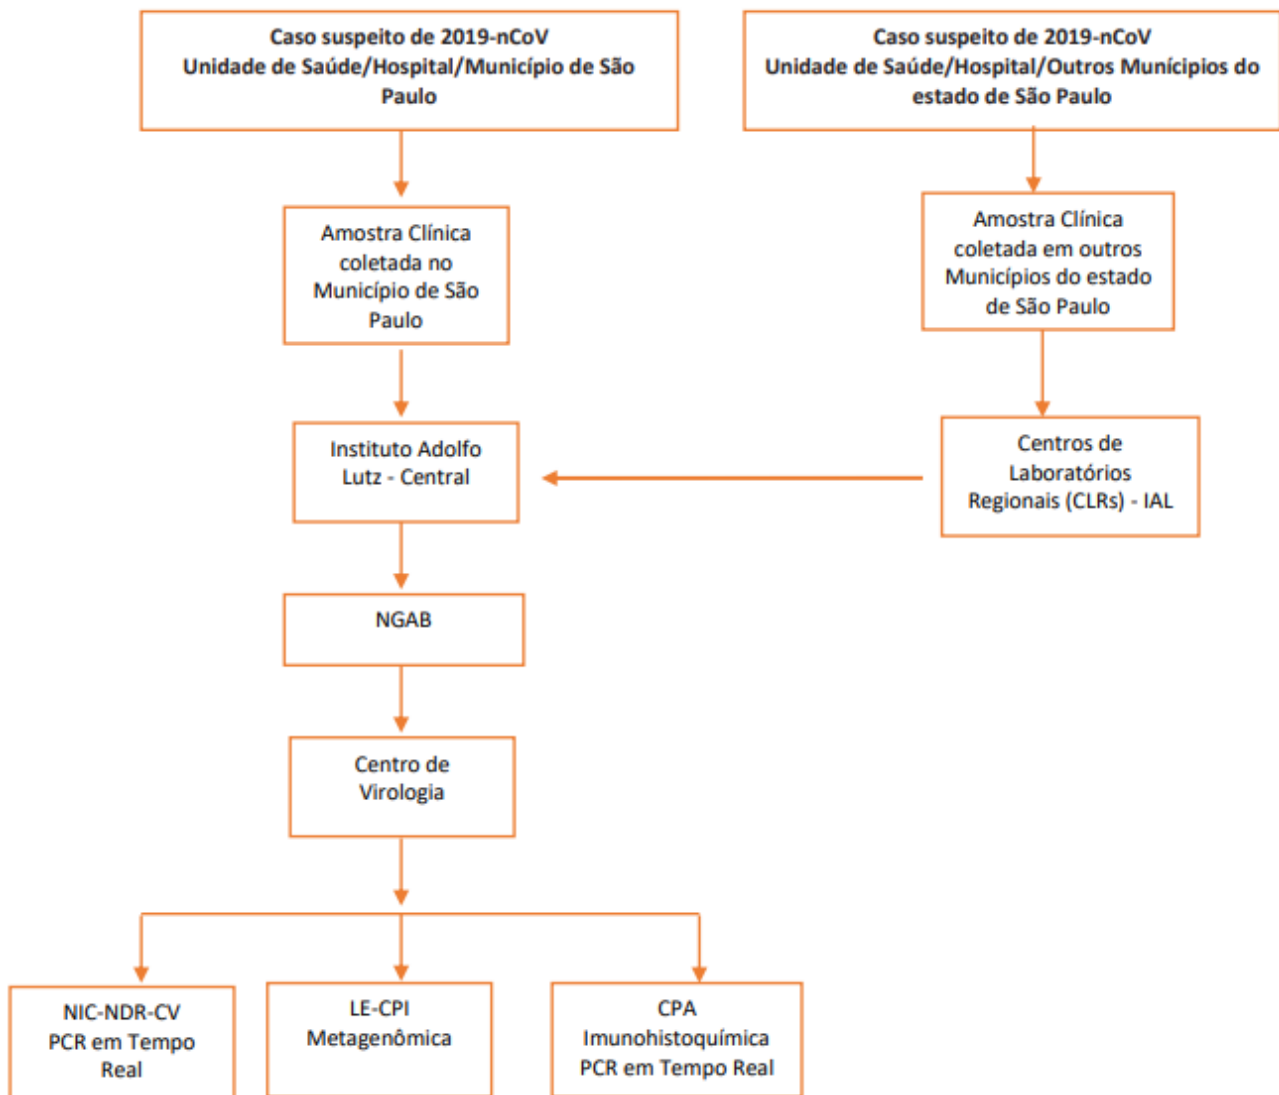 Caso suspeito de 2019-nCoV
Unidade de Saúde/Hospital/Município de São
Paulo
Caso suspeito de 2019-nCoV
Unidade de Saúde/Hospital/Outros Munícipios do
estado de São Paulo
Amostra Clínica
coletada no
Município de São
Paulo
Amostra Clínica
coletada em outros
Municípios do estado
de São Paulo
Instituto Adolfo
Lutz - Central
Centros de
Laboratórios
Regionais (CLRs) - IAL
NGAB
Centro de
Virologia
NIC-NDR-CV
PCR em Tempo
Real
LE-CPI
Metagenômica
CPA
Imunohistoquímica
PCR em Tempo Real